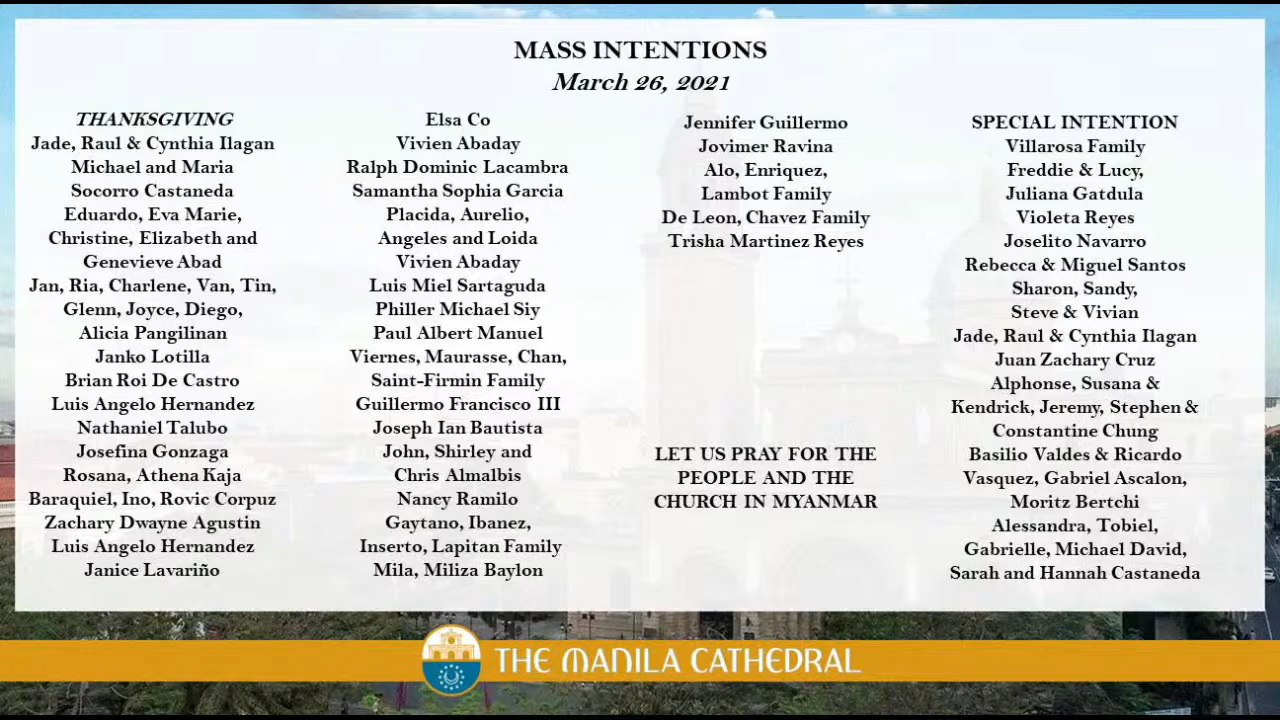 MASS INTENTIONS
March 26, 2021
THANKSGIVING
Jade, Raul & Cynthia Ilagan
Michael and Maria
Socorro Castaneda
Eduardo, Eva Marie,
Christine, Elizabeth and
Genevieve Abad
Jan, Ria, Charlene, Van, Tin,
Glenn, Joyce, Diego,
Alicia Pangilinan
Janko Lotilla
Brian Roi De Castro
Luis Angelo Hernandez
Nathaniel Talubo
Josefina Gonzaga
Rosana, Athena Kaja
Baraquiel, Ino, Rovic Corpuz
Zachary Dwayne Agustin
Luis Angelo Hernandez
Janice Lavariño
Elsa Co
Vivien Abaday
Ralph Dominic Lacambra
Samantha Sophia Garcia
Placida, Aurelio,
Angeles and Loida
Vivien Abaday
Luis Miel Sartaguda
Philler Michael Siy
Paul Albert Manuel
Viernes, Maurasse, Chan,
Saint-Firmin Family
Guillermo Francisco III
Joseph Ian Bautista
John, Shirley and
Chris Almalbis
Nancy Ramilo
Gaytano, Ibanez,
Inserto, Lapitan Family
Mila, Miliza Baylon
Jennifer Guillermo
Jovimer Ravina
Alo, Enriquez,
Lambot Family
De Leon, Chavez Family
Trisha Martinez Reyes
LET US PRAY FOR THE
PEOPLE AND THE
CHURCH IN MYANMAR
SPECIAL INTENTION
Villarosa Family
Freddie & Lucy,
Juliana Gatdula
Violeta Reyes
Joselito Navarro
Rebecca & Miguel Santos
Sharon, Sandy,
Steve & Vivian
Jade, Raul & Cynthia Ilagan
Juan Zachary Cruz
Alphonse, Susana &
Kendrick, Jeremy, Stephen &
Constantine Chung
Basilio Valdes & Ricardo
Vasquez, Gabriel Ascalon,
Moritz Bertchi
Alessandra, Tobiel,
Gabrielle, Michael David,
Sarah and Hannah Castaneda
THE MANILA CATHEDRAL